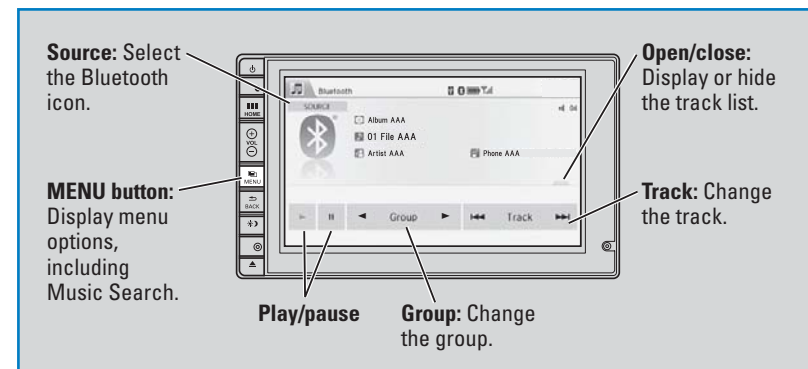 Source: Select
the Bluetooth
icon.
Open/close:
Display or hide
the track list.
MENU button:
Display menu
options,
including
Music Search.
Track: Change
the track.
Play/pause
Group: Change
the group.
HOME
VOL
MENU
BACK
Bluetooth
SOURCE
04
Album AAA
01 File AAA
Artist AAA
Phone AAA
Group
Track